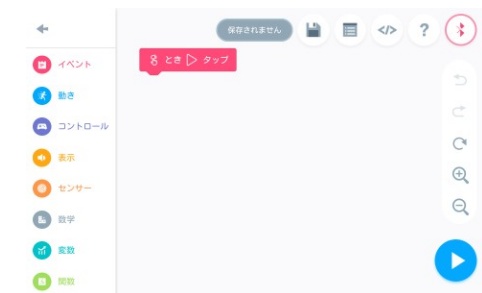 保存されません
</>
?
とき タップ
イベント
動き
コントロール
表示
センサー
数学
変数
関数